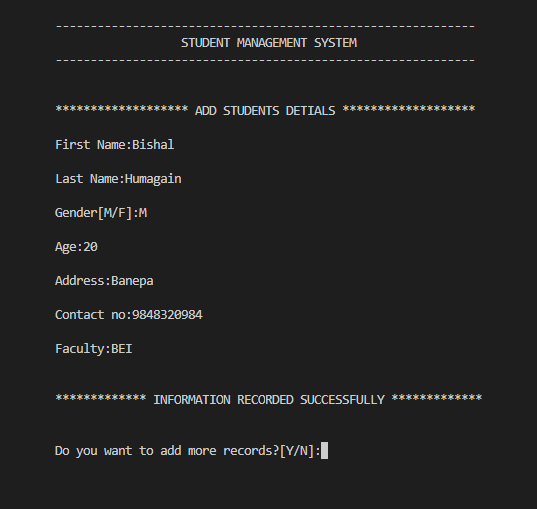 ------------------------------------------------------------
STUDENT MANAGEMENT SYSTEM
------------------------------------------------------------
******************* ADD STUDENTS DETIALS *******************
First Name:Bishal
Last Name:Humagain
Gender[M/F]:M
Age:20
Address:Banepa
Contact no:9848320984
Faculty:BEI
************* INFORMATION RECORDED SUCCESSFULLY *************
Do you want to add more records?[Y/N]: